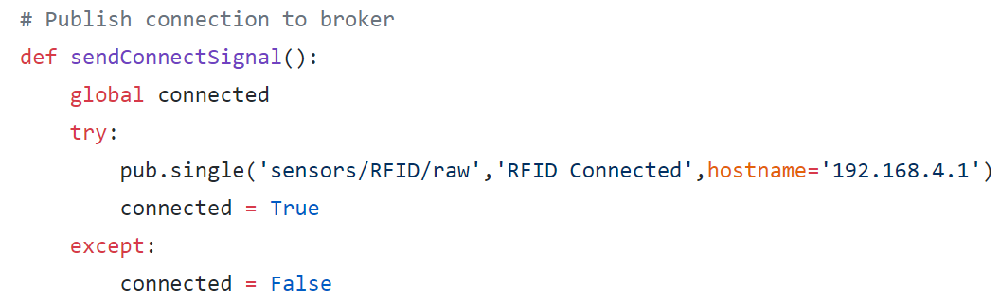 # Publish connection to broker
def sendConnectSignal():
    global connected
    try:
        pub.single('sensors/RFID/raw','RFID Connected',hostname='192.168.4.1')
        connected = True
    except:
        connected = False